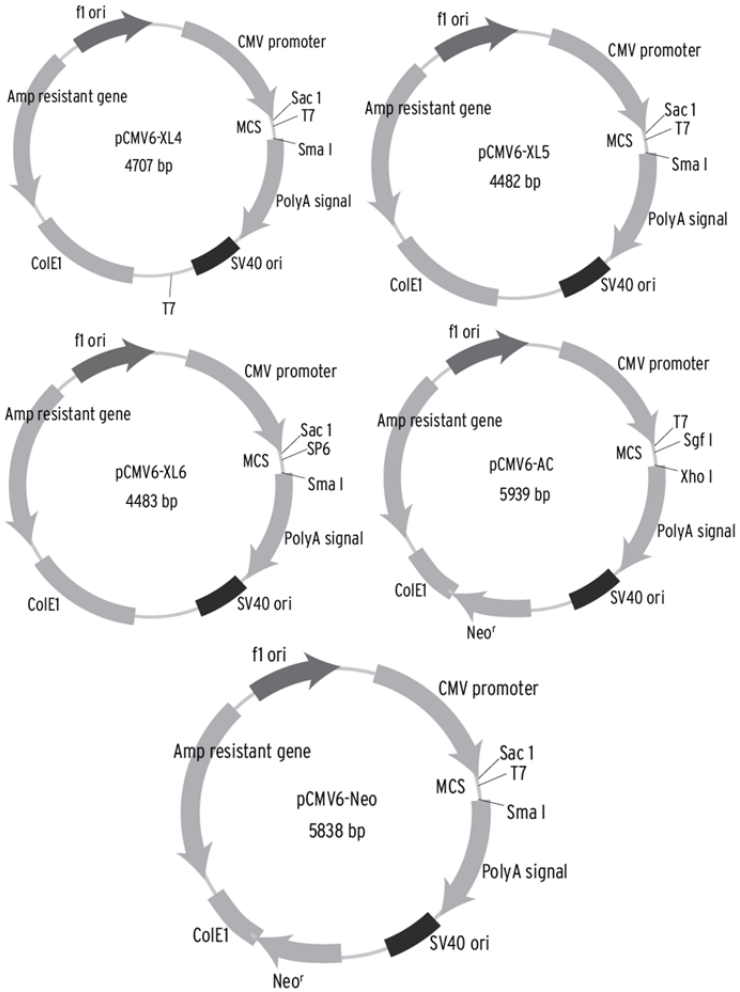 f1 ori
CMV promoter
Amp resistant gene
Sac 1
T7
MCS
Sma I
pCMV6-XL4
4707 bp
PolyA signal
ColE1
SV40 ori
T7
f1 ori
CMV promoter
Amp resistant gene
Sac 1
T7
MCS
Sma I
pCMV6-XL5
4482 bp
PolyA signal
ColE1
SV40 ori
f1 ori
CMV promoter
Amp resistant gene
Sac 1
SP6
MCS
Sma I
pCMV6-XL6
4483 bp
PolyA signal
ColE1
SV40 ori
f1 ori
CMV promoter
Amp resistant gene
T7
Sgf I
MCS
Xho I
pCMV6-AC
5939 bp
PolyA signal
ColE1
SV40 ori
Neoʳ
f1 ori
CMV promoter
Amp resistant gene
Sac 1
T7
MCS
Sma I
pCMV6-Neo
5838 bp
PolyA signal
ColE1
SV40 ori
Neoʳ